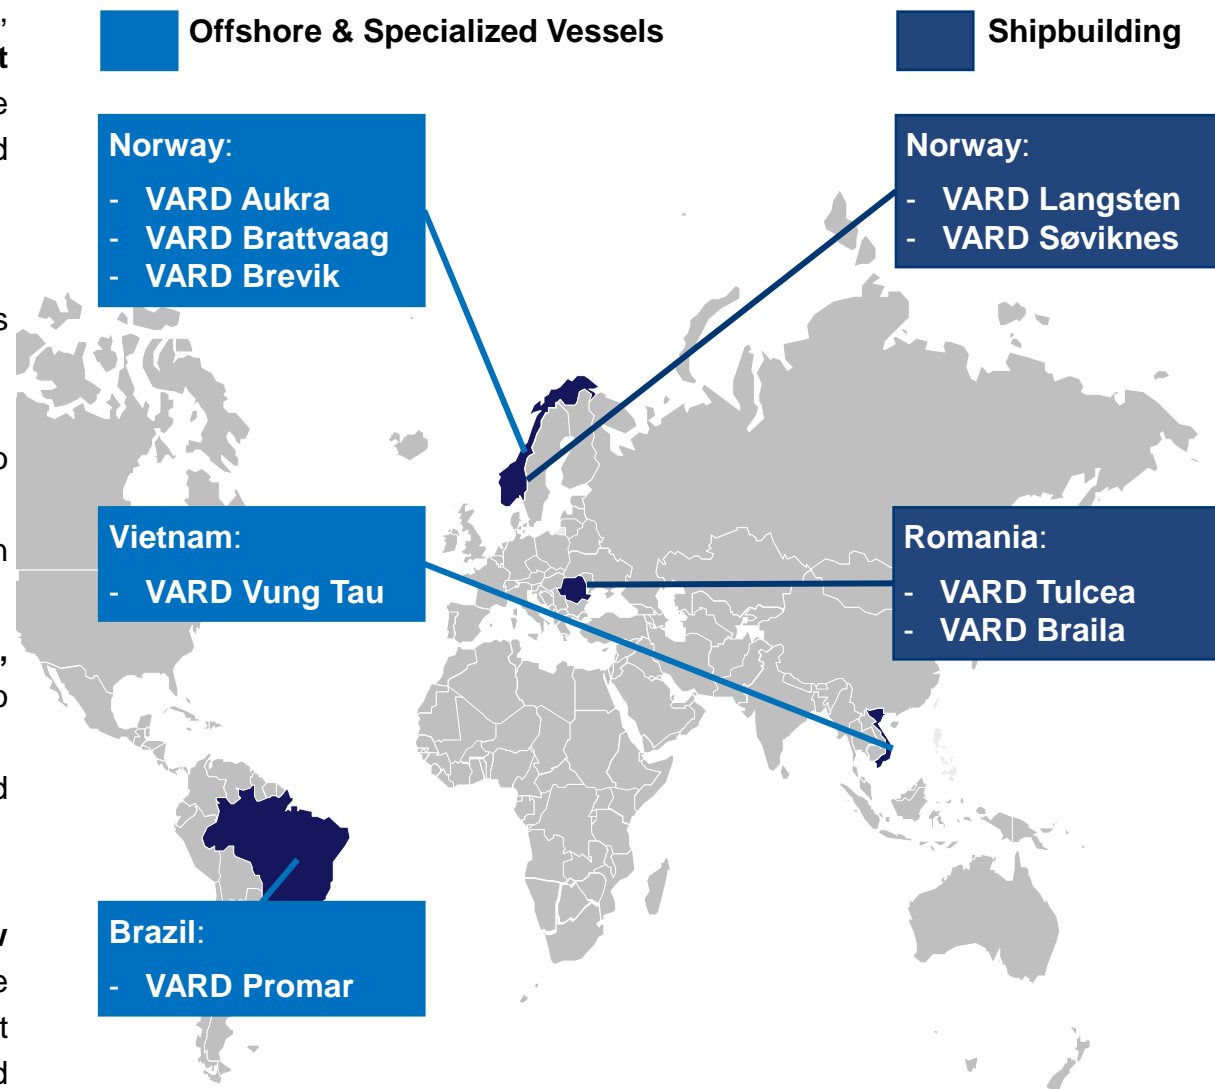 Offshore & Specialized Vessels
Shipbuilding
Norway:
- VARD Aukra
- VARD Brattvaag
- VARD Brevik
Norway:
- VARD Langsten
- VARD Søviknes
Vietnam:
- VARD Vung Tau
Romania:
- VARD Tulcea
- VARD Braila
Brazil:
- VARD Promar